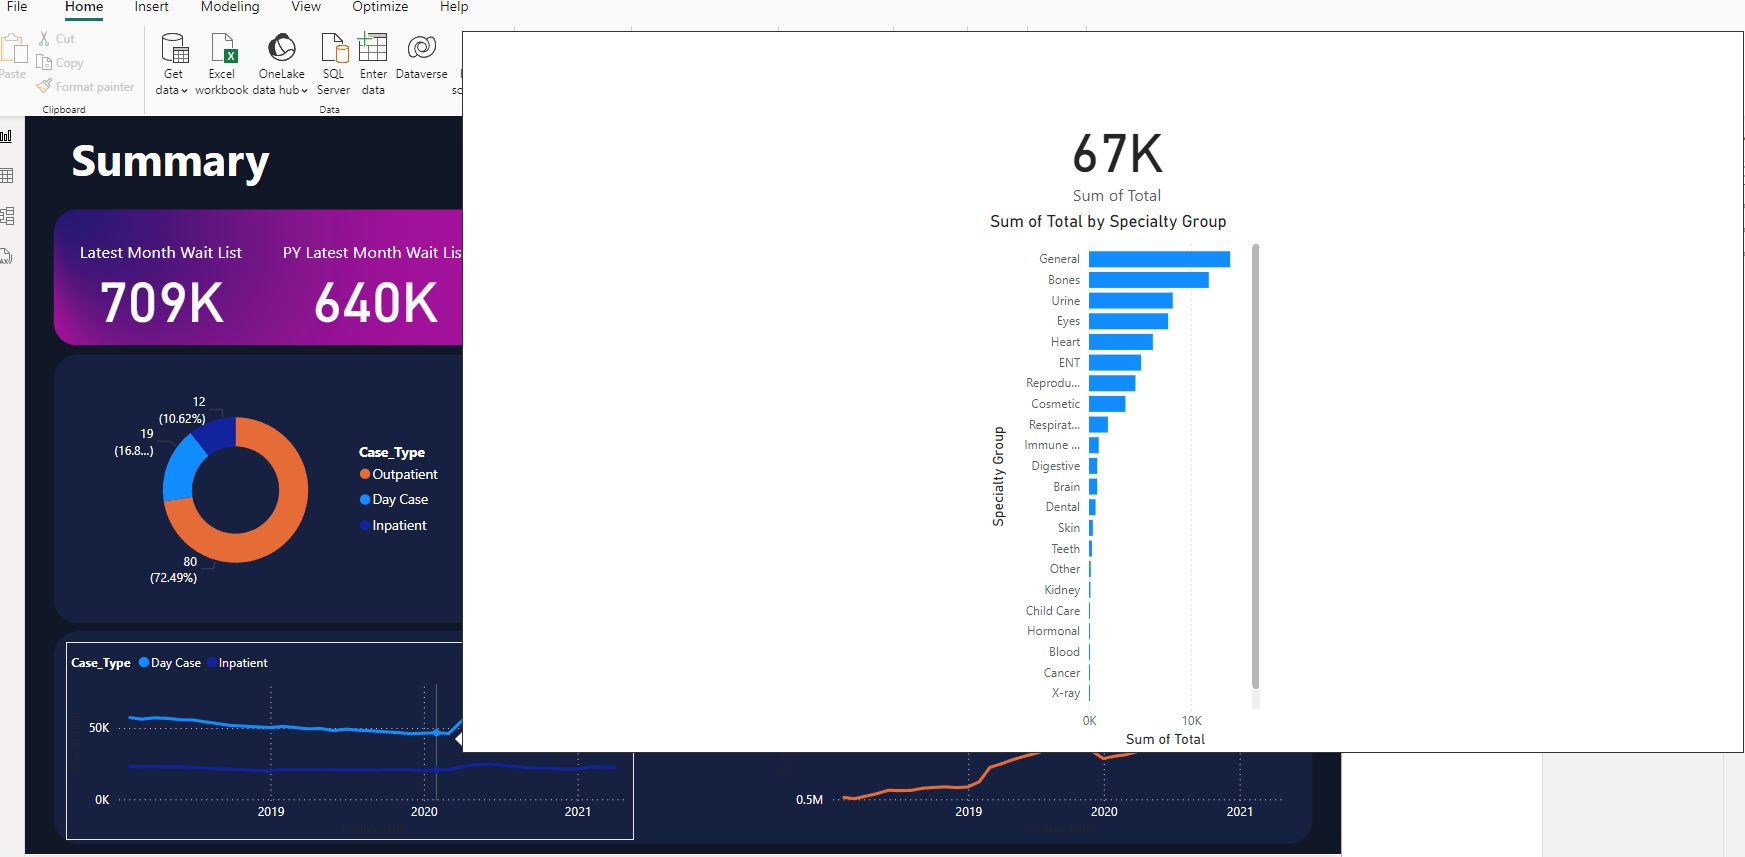 File Home Insert Modeling View Optimize Help
Paste
Cut
Copy
Format painter
Clipboard
Get data
Excel workbook
OneLake data hub
SQL Server
Enter data
Dataverse
Data
Summary
Latest Month Wait List
709K
PY Latest Month Wait Lis
640K
12
(10.62%)
19
(16.8...)
80
(72.49%)
Case_Type
Outpatient
Day Case
Inpatient
Case_Type Day Case Inpatient
50K
0K
2019 2020 2021
0.5M
2019 2020 2021
67K
Sum of Total
Sum of Total by Specialty Group
Specialty Group
General
Bones
Urine
Eyes
Heart
ENT
Reprodu...
Cosmetic
Respirat...
Immune ...
Digestive
Brain
Dental
Skin
Teeth
Other
Kidney
Child Care
Hormonal
Blood
Cancer
X-ray
0K 10K
Sum of Total